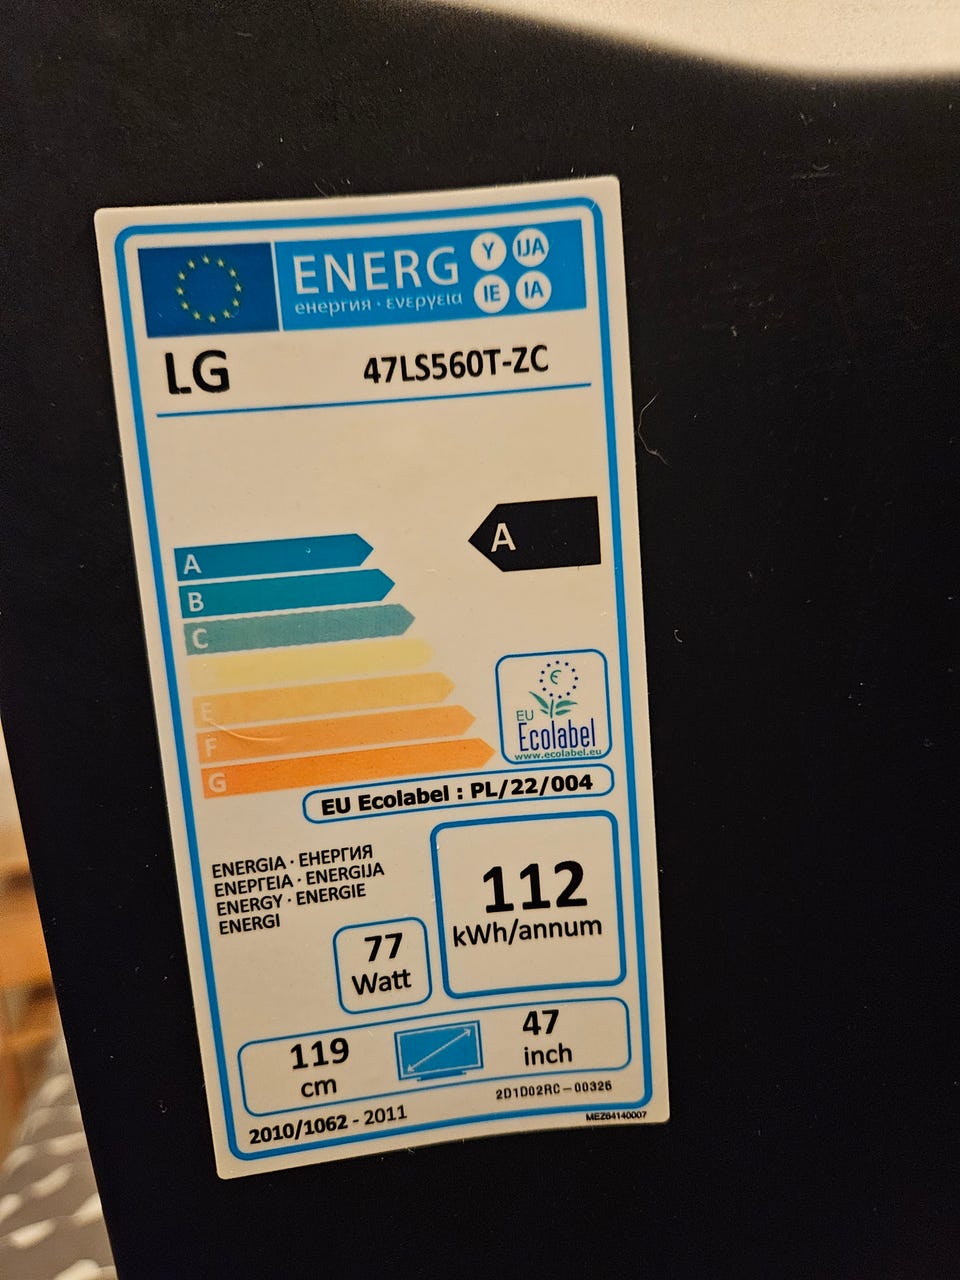 ENERG Y IJA
енергия · ενεργεια IE IA
LG 47LS560T-ZC
A
A
B
C
E
F
G
EU
Ecolabel
www.ecolabel.eu
EU Ecolabel : PL/22/004
ENERGIA · ЕНЕРГИЯ
ΕΝΕΡΓΕΙΑ · ENERGIJA
ENERGY · ENERGIE
ENERGI
112
kWh/annum
77
Watt
119
cm
47
inch
2D1D02RC-00326
2010/1062 - 2011
MEZ64140007